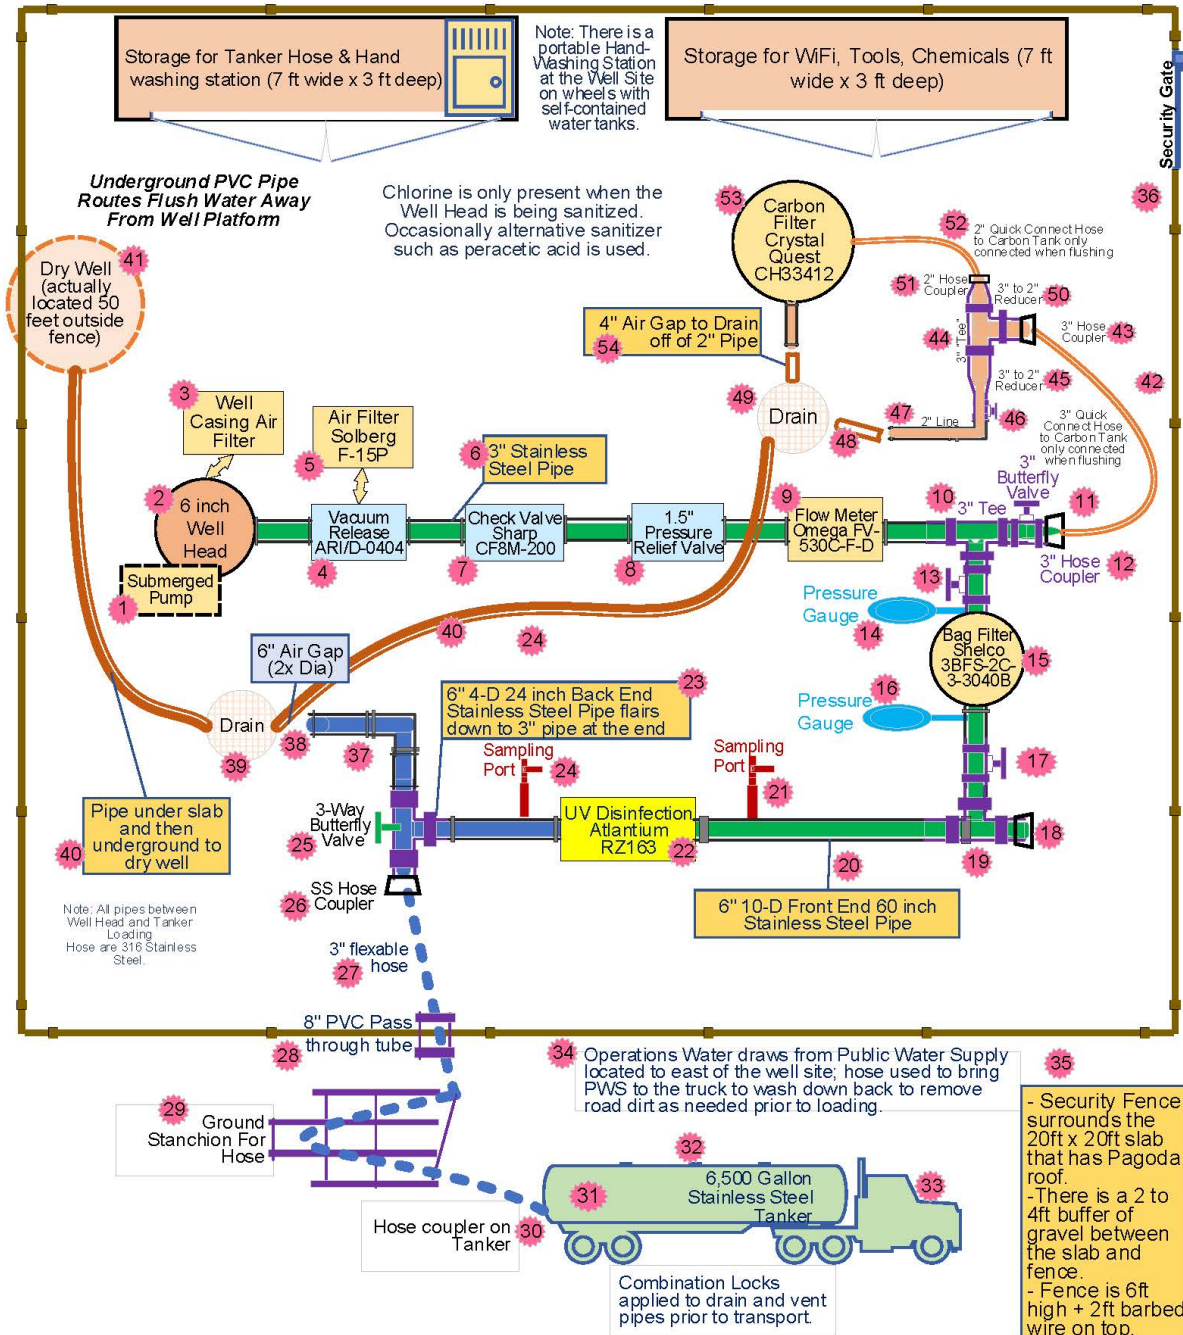 Storage for Tanker Hose & Hand
washing station (7 ft wide x 3 ft deep)
Note: There is a
portable Hand-
Washing Station
at the Well Site
on wheels with
self-contained
water tanks.
Storage for WiFi, Tools, Chemicals (7 ft
wide x 3 ft deep)
Security Gate
36
Underground PVC Pipe
Routes Flush Water Away
From Well Platform
Chlorine is only present when the
Well Head is being sanitized.
Occasionally alternative sanitizer
such as peracetic acid is used.
53
Carbon
Filter
Crystal
Quest
CH33412
52
2" Quick Connect Hose
to Carbon Tank only
connected when flushing
41
Dry Well
(actually
located 50
feet outside
fence)
51
2" Hose
Coupler
3" to 2"
Reducer
50
4" Air Gap to Drain
off of 2" Pipe
54
44
3" "Tee"
3" Hose
Coupler
43
3" to 2"
Reducer
45
42
3
Well
Casing Air
Filter
Air Filter
Solberg
F-15P
5
49
Drain
48
47
2" Line
46
3" Quick
Connect Hose
to Carbon Tank
only connected
when flushing
6
3" Stainless
Steel Pipe
2
6 inch
Well
Head
Vacuum
Release
ARI/D-0404
4
Check Valve
Sharp
CF8M-200
7
1.5"
Pressure
Relief Valve
8
9
Flow Meter
Omega FV-
530C-F-D
10
3" Tee
3"
Butterfly
Valve
11
3" Hose
Coupler
12
Submerged
Pump
1
13
Pressure
Gauge
14
Bag Filter
Shelco
3BFS-2C-
3-3040B
15
40
24
6" Air Gap
(2x Dia)
Drain
39
38
37
6" 4-D 24 inch Back End
Stainless Steel Pipe flairs
down to 3" pipe at the end
23
Pressure
Gauge
16
17
Sampling
Port
24
Sampling
Port
21
Pipe under slab
and then
underground to
dry well
40
3-Way
Butterfly
Valve
25
UV Disinfection
Atlantium
RZ163
22
20
19
18
26
SS Hose
Coupler
6" 10-D Front End 60 inch
Stainless Steel Pipe
Note: All pipes between
Well Head and Tanker
Loading
Hose are 316 Stainless
Steel.
3" flexable
hose
27
8" PVC Pass
through tube
28
34
Operations Water draws from Public Water Supply
located to east of the well site; hose used to bring
PWS to the truck to wash down back to remove
road dirt as needed prior to loading.
35
- Security Fence
surrounds the
20ft x 20ft slab
that has Pagoda
roof.
-There is a 2 to
4ft buffer of
gravel between
the slab and
fence.
- Fence is 6ft
high + 2ft barbed
wire on top.
29
Ground
Stanchion For
Hose
32
31
6,500 Gallon
Stainless Steel
Tanker
33
Hose coupler on
Tanker
30
Combination Locks
applied to drain and vent
pipes prior to transport.